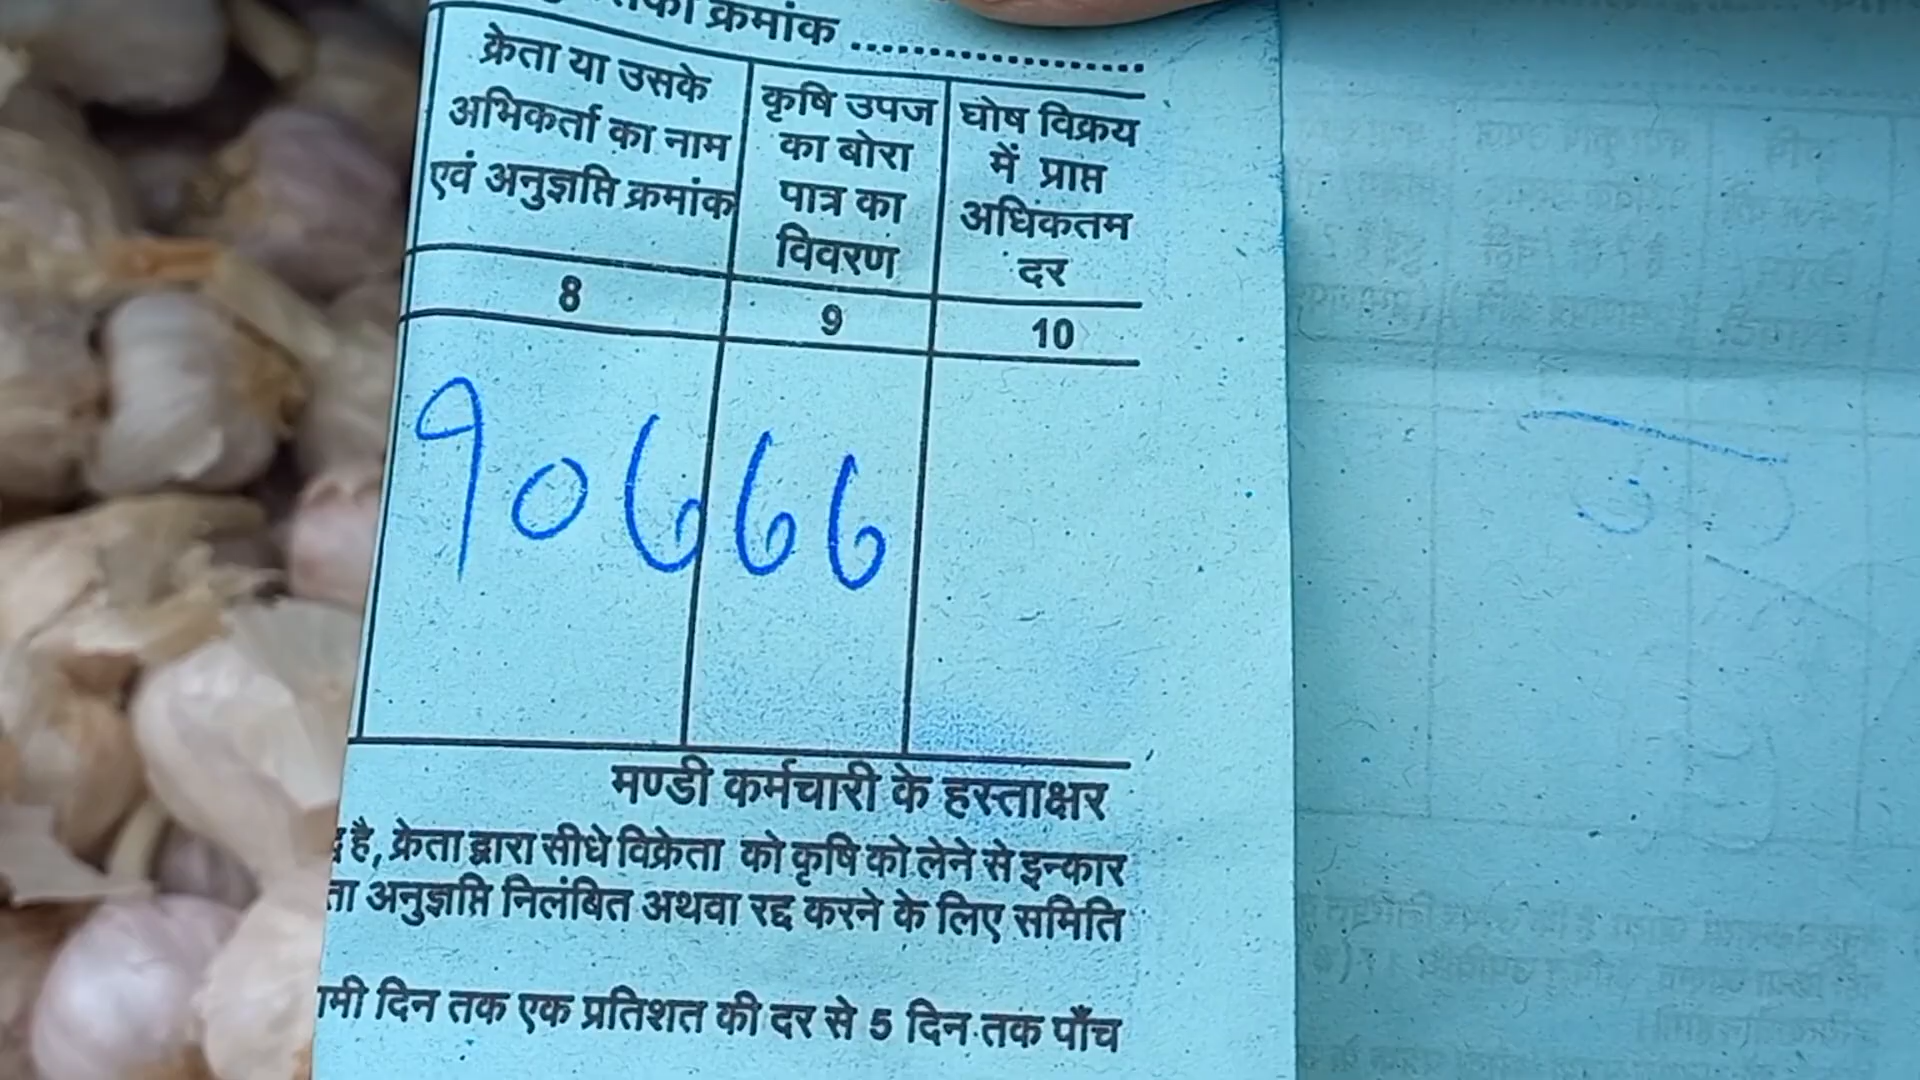 क्रमांक ........................
क्रेता या उसके
अभिकर्ता का नाम
एवं अनुज्ञप्ति क्रमांक
कृषि उपज
का बोरा
पात्र का
विवरण
घोष विक्रय
में प्राप्त
अधिकतम
दर
8
9
10
१०६६६
मण्डी कर्मचारी के हस्ताक्षर
है, क्रेता द्वारा सीधे विक्रेता को कृषि को लेने से इन्कार
अनुज्ञप्ति निलंबित अथवा रद्द करने के लिए समिति
दिन तक एक प्रतिशत की दर से 5 दिन तक पाँच